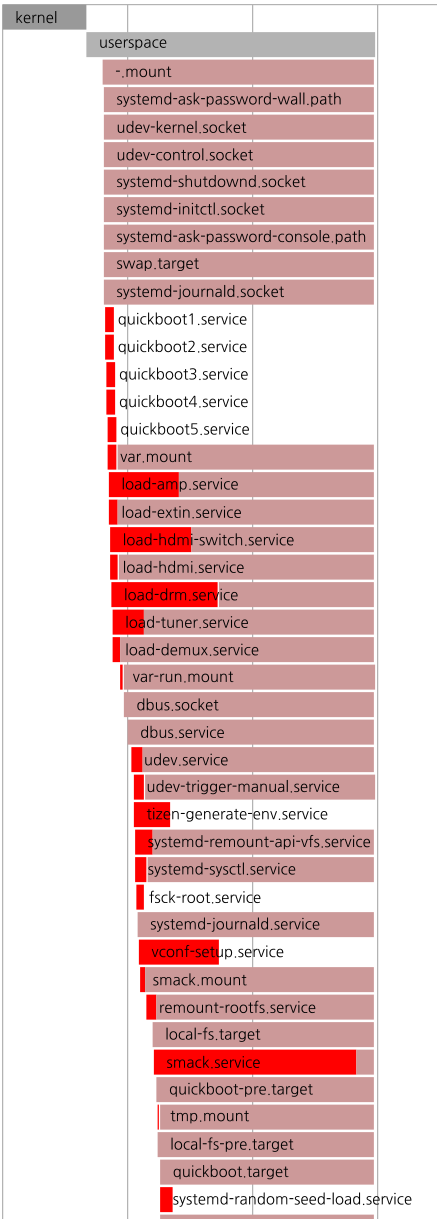 kernel
userspace
-.mount
systemd-ask-password-wall.path
udev-kernel.socket
udev-control.socket
systemd-shutdownd.socket
systemd-initctl.socket
systemd-ask-password-console.path
swap.target
systemd-journald.socket
quickboot1.service
quickboot2.service
quickboot3.service
quickboot4.service
quickboot5.service
var.mount
load-amp.service
load-extin.service
load-hdmi-switch.service
load-hdmi.service
load-drm.service
load-tuner.service
load-demux.service
var-run.mount
dbus.socket
dbus.service
udev.service
udev-trigger-manual.service
tizen-generate-env.service
systemd-remount-api-vfs.service
systemd-sysctl.service
fsck-root.service
systemd-journald.service
vconf-setup.service
smack.mount
remount-rootfs.service
local-fs.target
smack.service
quickboot-pre.target
tmp.mount
local-fs-pre.target
quickboot.target
systemd-random-seed-load.service